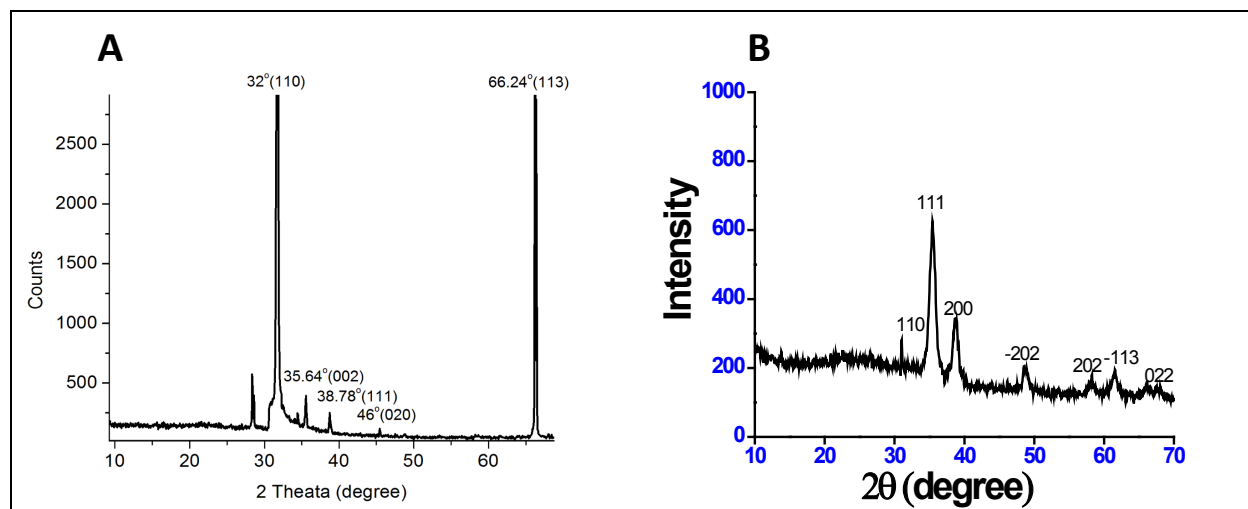 A
32°(110)
66.24°(113)
2500
2000
1500
1000
500
35.64°(002)
38.78°(111)
46°(020)
10 20 30 40 50 60
Counts
2 Theata (degree)
B
1000
800
600
400
200
0
111
110
200
-202
202
-113
022
10 20 30 40 50 60 70
Intensity
2θ (degree)